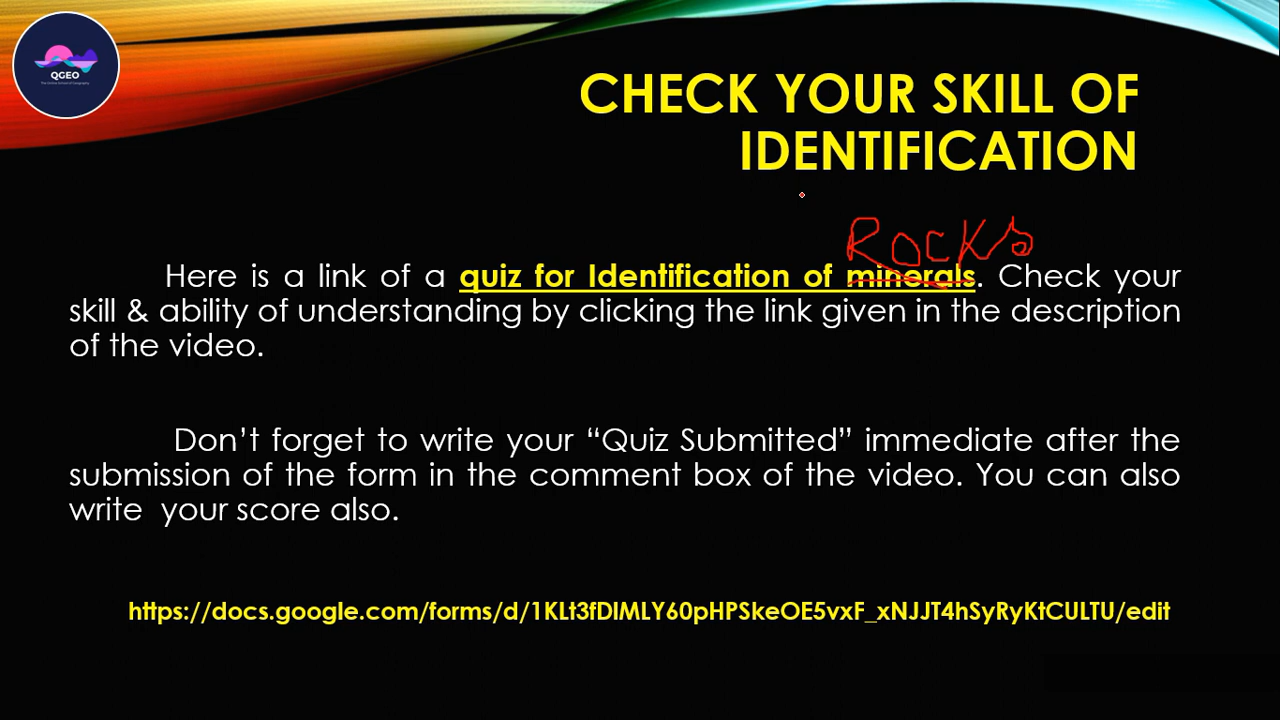 QGEO
CHECK YOUR SKILL OF
IDENTIFICATION
Rocks
Here is a link of a quiz for Identification of minerals. Check your
skill & ability of understanding by clicking the link given in the description
of the video.
Don’t forget to write your “Quiz Submitted” immediate after the
submission of the form in the comment box of the video. You can also
write your score also.
https://docs.google.com/forms/d/1KLt3fDIMLY60pHPSkeOE5vxF_xNJJT4hSyRyKtCULTU/edit